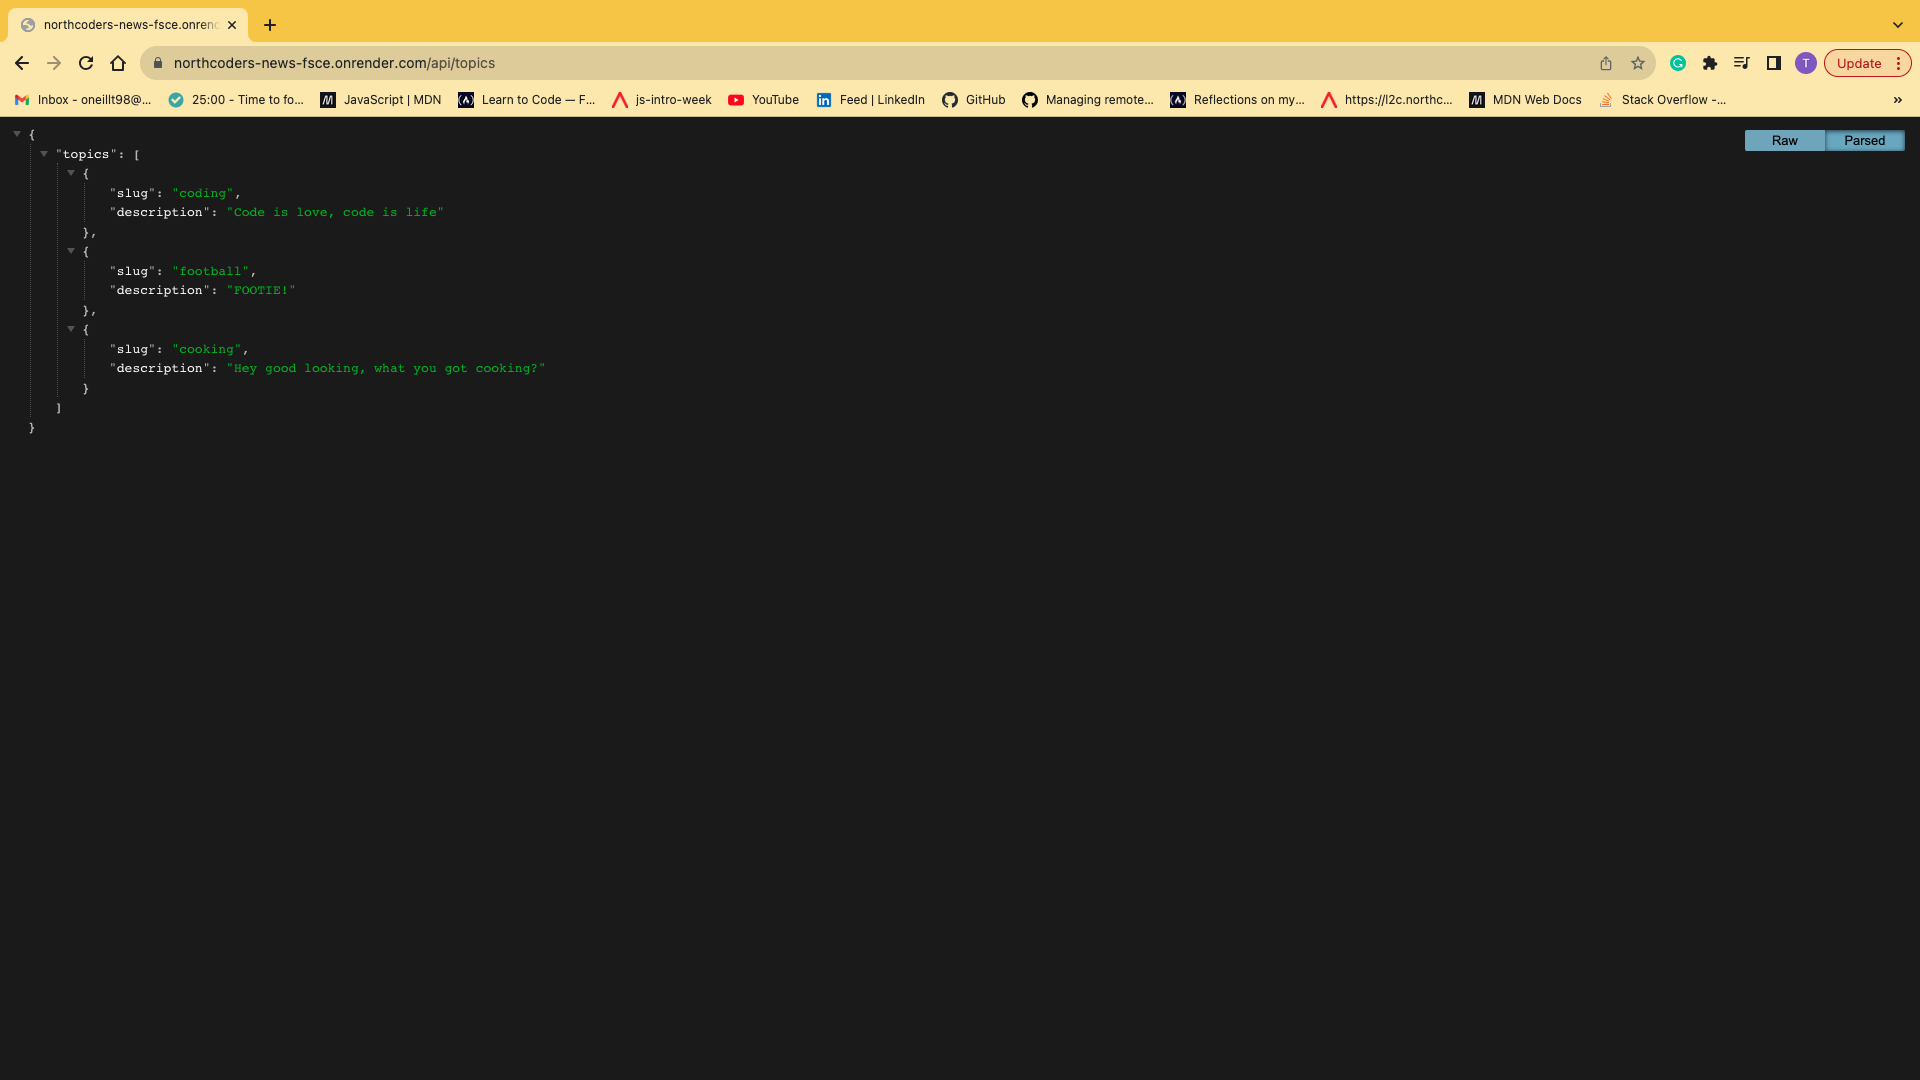 northcoders-news-fsce.onren
northcoders-news-fsce.onrender.com/api/topics
T
Update
Inbox - oneillt98@...
25:00 - Time to fo...
JavaScript | MDN
Learn to Code — F...
js-intro-week
YouTube
Feed | LinkedIn
GitHub
Managing remote...
Reflections on my...
https://l2c.northc...
MDN Web Docs
Stack Overflow -...
»
Raw
Parsed
{
"topics": [
{
"slug": "coding",
"description": "Code is love, code is life"
},
{
"slug": "football",
"description": "FOOTIE!"
},
{
"slug": "cooking",
"description": "Hey good looking, what you got cooking?"
}
]
}